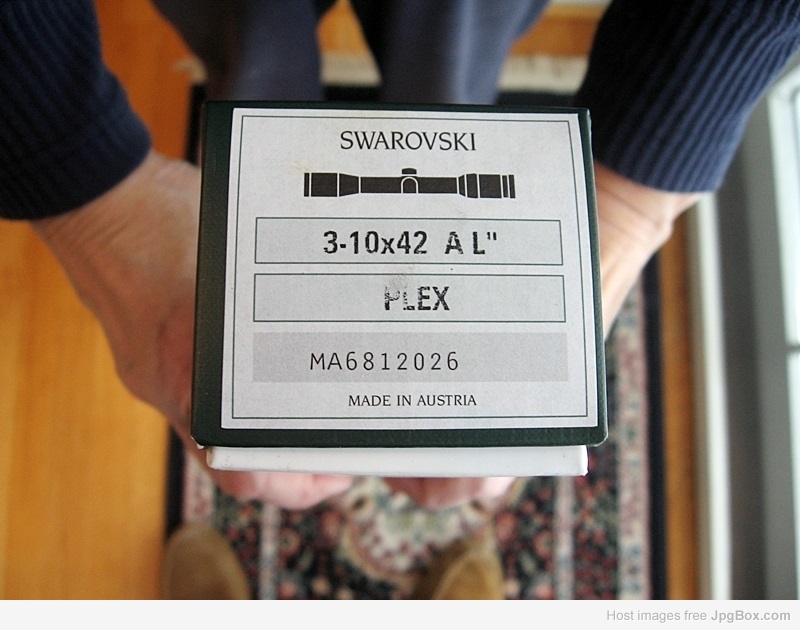 SWAROVSKI
3-10x42 A L"
PLEX
MA6812026
MADE IN AUSTRIA
Host images free JpgBox.com